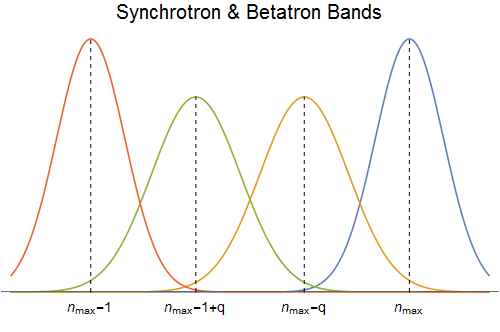 Synchrotron & Betatron Bands
nmax-1 nmax-1+q nmax-q nmax